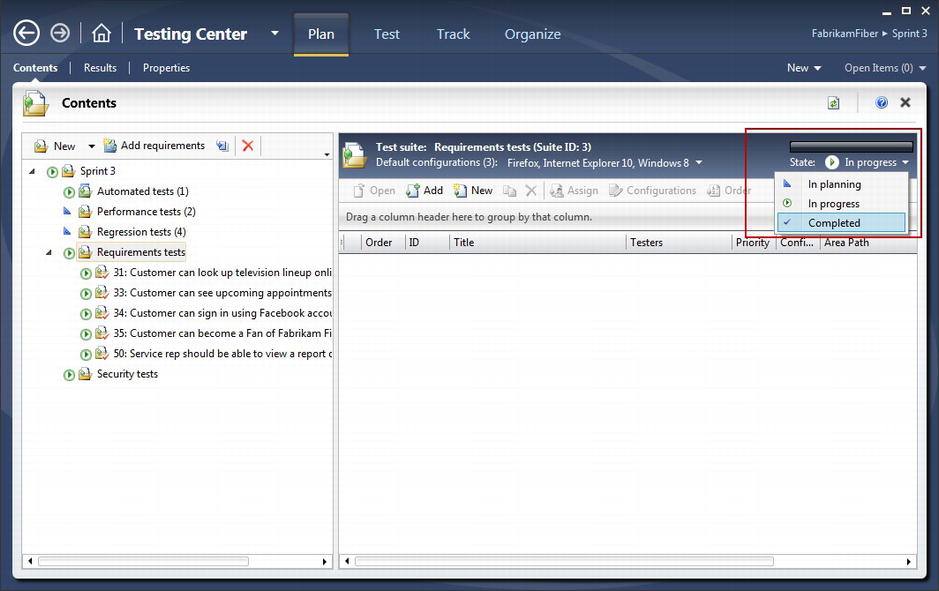 Testing Center
Plan
Test
Track
Organize
FabrikamFiber ▸ Sprint 3
Contents
Results
Properties
New
Open Items (0)
Contents
New
Add requirements
Sprint 3
Automated tests (1)
Performance tests (2)
Regression tests (4)
Requirements tests
31: Customer can look up television lineup onli
33: Customer can see upcoming appointments
34: Customer can sign in using Facebook accou
35: Customer can become a Fan of Fabrikam Fi
50: Service rep should be able to view a report
Security tests
Test suite: Requirements tests (Suite ID: 3)
Default configurations (3): Firefox, Internet Explorer 10, Windows 8
State: In progress
In planning
In progress
Completed
Open
Add
New
Assign
Configurations
Order
Drag a column header here to group by that column.
Order
ID
Title
Testers
Priority
Confi...
Area Path